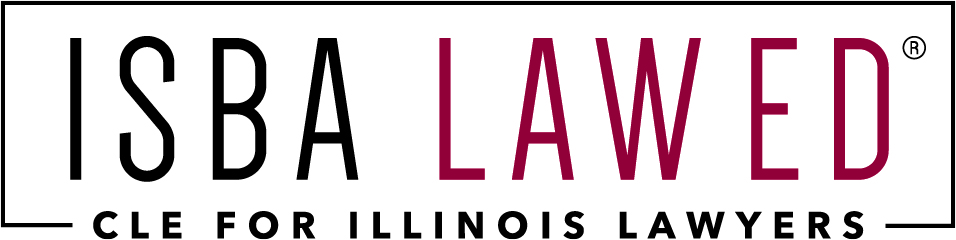 ISBA LAWED®
CLE FOR ILLINOIS LAWYERS